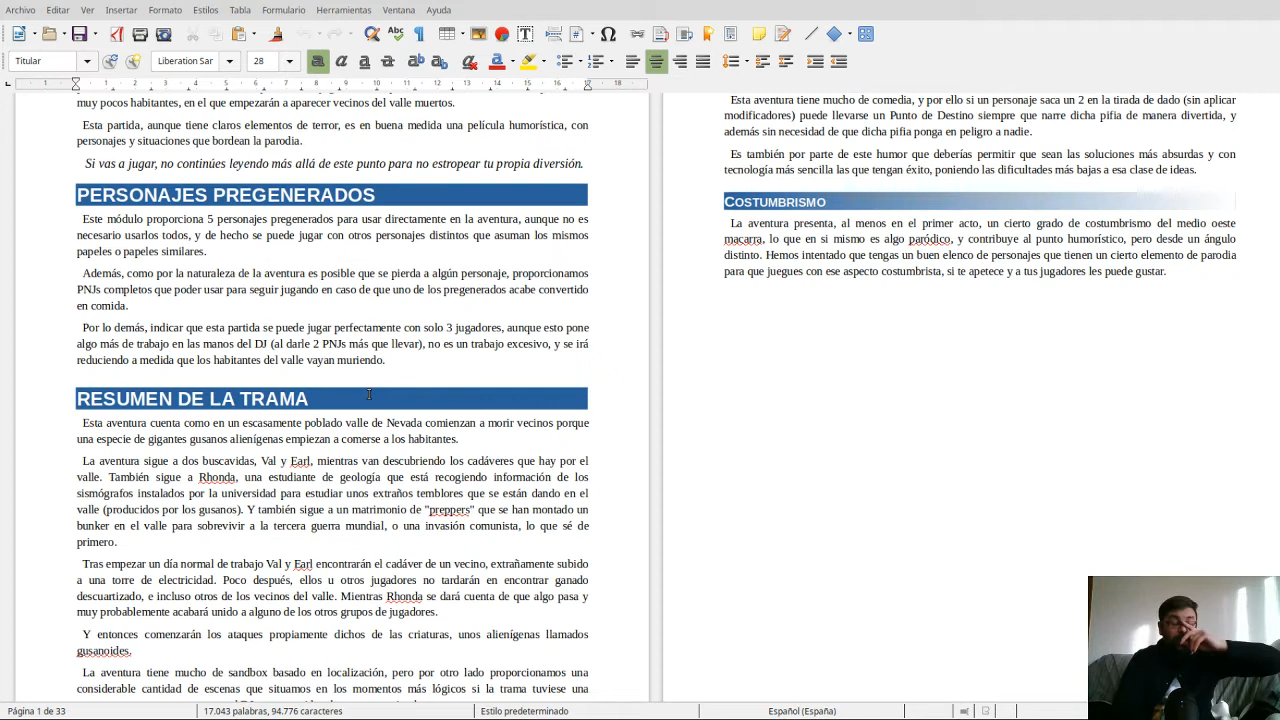 Archivo Editar Ver Insertar Formato Estilos Tabla Formulario Herramientas Ventana Ayuda
Titular
Liberation Sar
28
1 1 2 3 4 5 6 7 8 9 10 11 12 13 14 15 16 17 18
muy pocos habitantes, en el que empezarán a aparecer vecinos del valle muertos.
Esta partida, aunque tiene claros elementos de terror, es en buena medida una película humorística, con
personajes y situaciones que bordean la parodia.
Si vas a jugar, no continúes leyendo más allá de este punto para no estropear tu propia diversión.
PERSONAJES PREGENERADOS
Este módulo proporciona 5 personajes pregenerados para usar directamente en la aventura, aunque no es
necesario usarlos todos, y de hecho se puede jugar con otros personajes distintos que asuman los mismos
papeles o papeles similares.
Además, como por la naturaleza de la aventura es posible que se pierda a algún personaje, proporcionamos
PNJs completos que poder usar para seguir jugando en caso de que uno de los pregenerados acabe convertido
en comida.
Por lo demás, indicar que esta partida se puede jugar perfectamente con solo 3 jugadores, aunque esto pone
algo más de trabajo en las manos del DJ (al darle 2 PNJs más que llevar), no es un trabajo excesivo, y se irá
reduciendo a medida que los habitantes del valle vayan muriendo.
RESUMEN DE LA TRAMA
Esta aventura cuenta como en un escasamente poblado valle de Nevada comienzan a morir vecinos porque
una especie de gigantes gusanos alienígenas empiezan a comerse a los habitantes.
La aventura sigue a dos buscavidas, Val y Earl, mientras van descubriendo los cadáveres que hay por el
valle. También sigue a Rhonda, una estudiante de geología que está recogiendo información de los
sismógrafos instalados por la universidad para estudiar unos extraños temblores que se están dando en el
valle (producidos por los gusanos). Y también sigue a un matrimonio de "preppers" que se han montado un
bunker en el valle para sobrevivir a la tercera guerra mundial, o una invasión comunista, lo que sé de
primero.
Tras empezar un día normal de trabajo Val y Earl encontrarán el cadáver de un vecino, extrañamente subido
a una torre de electricidad. Poco después, ellos u otros jugadores no tardarán en encontrar ganado
descuartizado, e incluso otros de los vecinos del valle. Mientras Rhonda se dará cuenta de que algo pasa y
muy probablemente acabará unido a alguno de los otros grupos de jugadores.
Y entonces comenzarán los ataques propiamente dichos de las criaturas, unos alienígenas llamados
gusanoides.
La aventura tiene mucho de sandbox basado en localización, pero por otro lado proporcionamos una
considerable cantidad de escenas que situamos en los momentos más lógicos si la trama tuviese una
Esta aventura tiene mucho de comedia, y por ello si un personaje saca un 2 en la tirada de dado (sin aplicar
modificadores) puede llevarse un Punto de Destino siempre que narre dicha pifia de manera divertida, y
además sin necesidad de que dicha pifia ponga en peligro a nadie.
Es también por parte de este humor que deberías permitir que sean las soluciones más absurdas y con
tecnología más sencilla las que tengan éxito, poniendo las dificultades más bajas a esa clase de ideas.
COSTUMBRISMO
La aventura presenta, al menos en el primer acto, un cierto grado de costumbrismo del medio oeste
macarra, lo que en si mismo es algo paródico, y contribuye al punto humorístico, pero desde un ángulo
distinto. Hemos intentado que tengas un buen elenco de personajes que tienen un cierto elemento de parodia
para que juegues con ese aspecto costumbrista, si te apetece y a tus jugadores les puede gustar.
Página 1 de 33
17.043 palabras, 94.776 caracteres
Estilo predeterminado
Español (España)